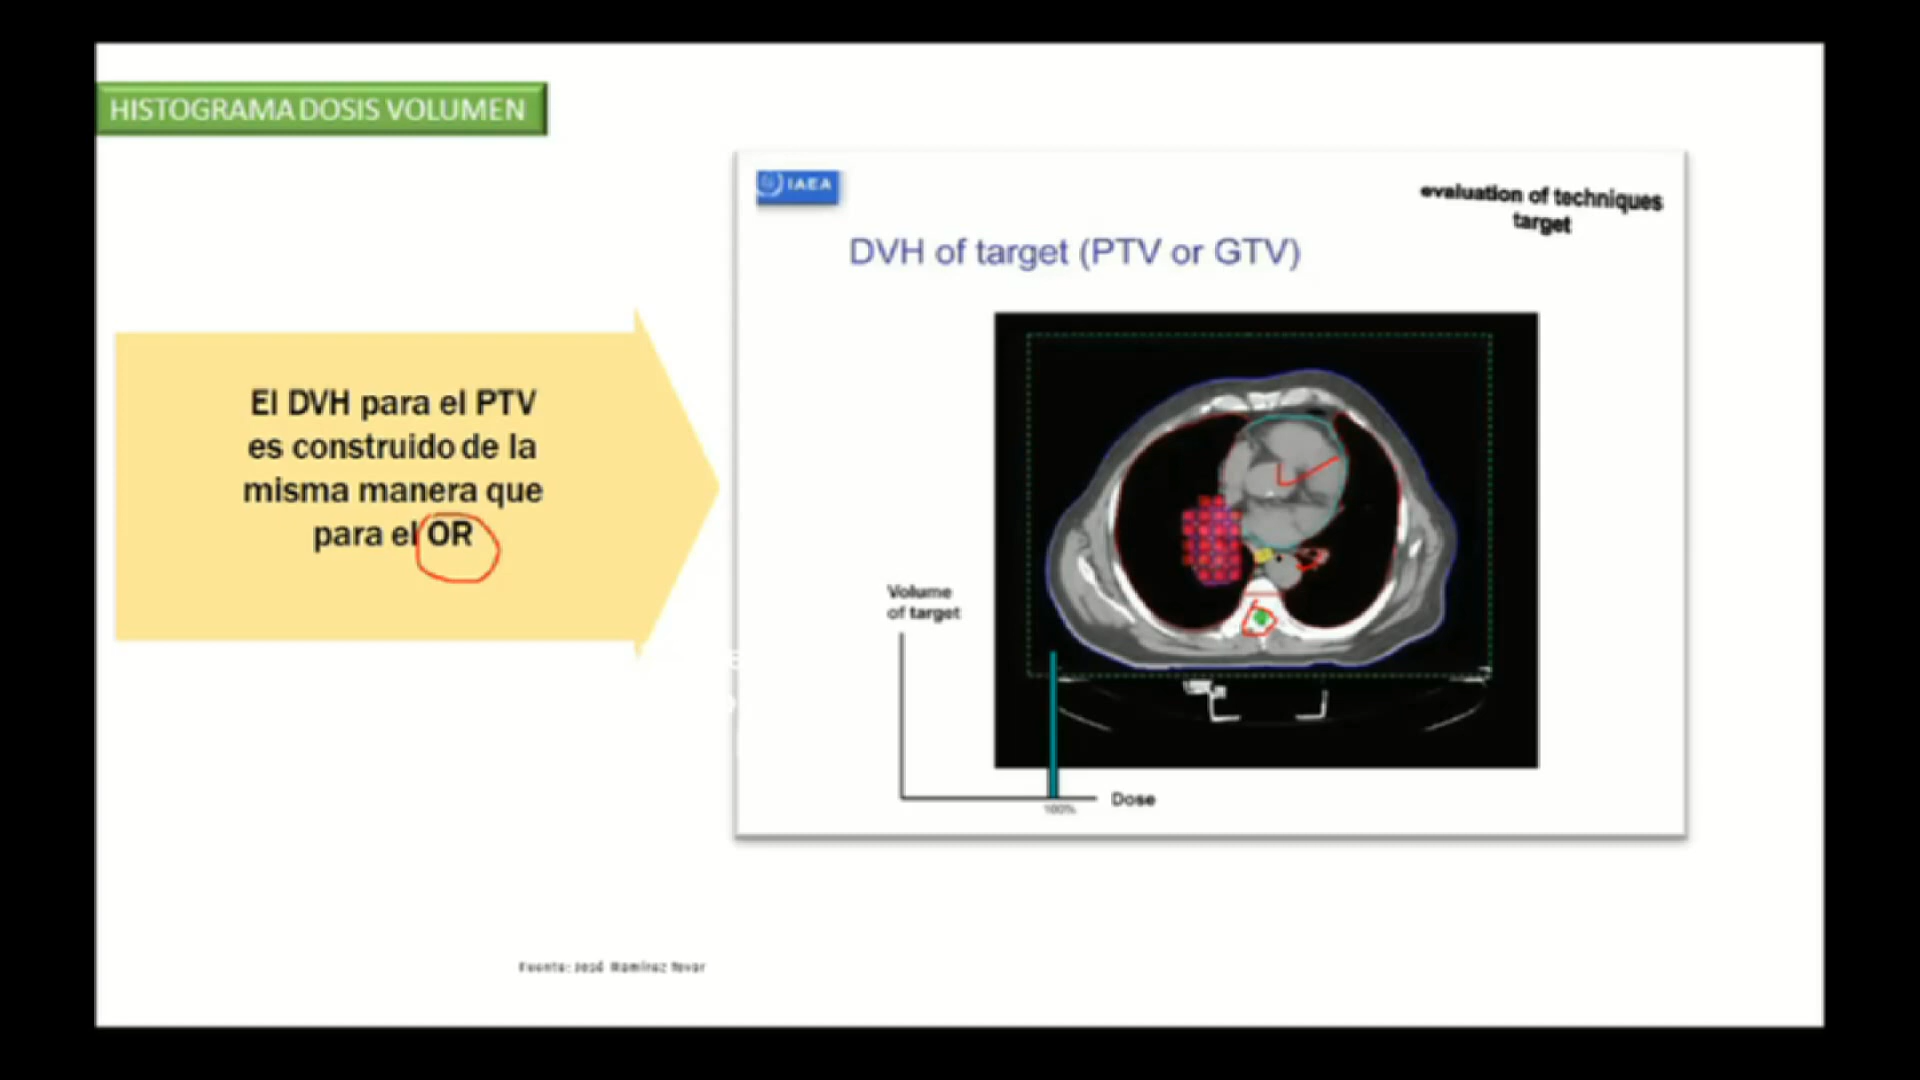 HISTOGRAMA DOSIS VOLUMEN
IAEA
evaluation of techniques
target
DVH of target (PTV or GTV)
El DVH para el PTV
es construido de la
misma manera que
para el OR
Volume
of target
100%
Dose
Fuente: José Ramírez Tovar